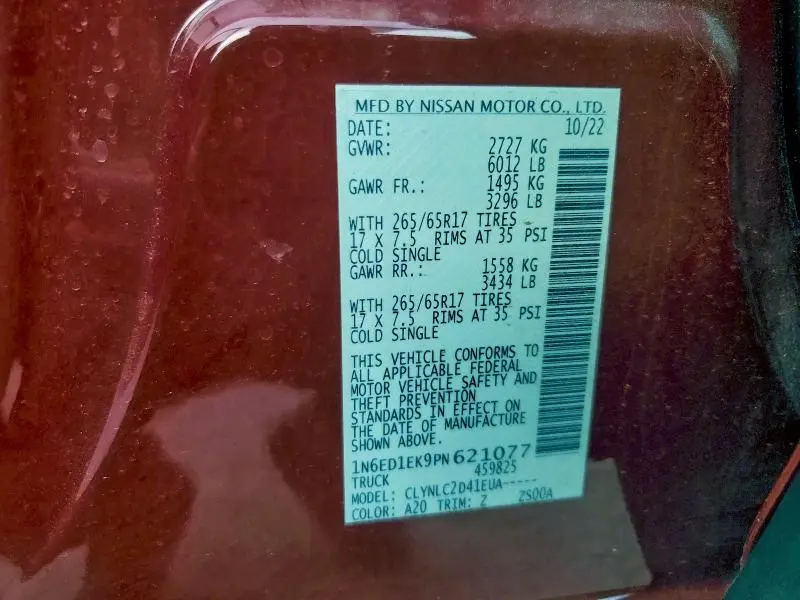 MFD BY NISSAN MOTOR CO., LTD.
DATE: 10/22
GVWR: 2727 KG
6012 LB
GAWR FR.: 1495 KG
3296 LB
WITH 265/65R17 TIRES
17 X 7.5 RIMS AT 35 PSI
COLD SINGLE
GAWR RR.: 1558 KG
3434 LB
WITH 265/65R17 TIRES
17 X 7.5 RIMS AT 35 PSI
COLD SINGLE
THIS VEHICLE CONFORMS TO
ALL APPLICABLE FEDERAL
MOTOR VEHICLE SAFETY AND
THEFT PREVENTION
STANDARDS IN EFFECT ON
THE DATE OF MANUFACTURE
SHOWN ABOVE.
1N6ED1EK9PN621077
TRUCK 459825
MODEL: CLYNLCZD41EUA-----
COLOR: A20 TRIM: Z ZS00A